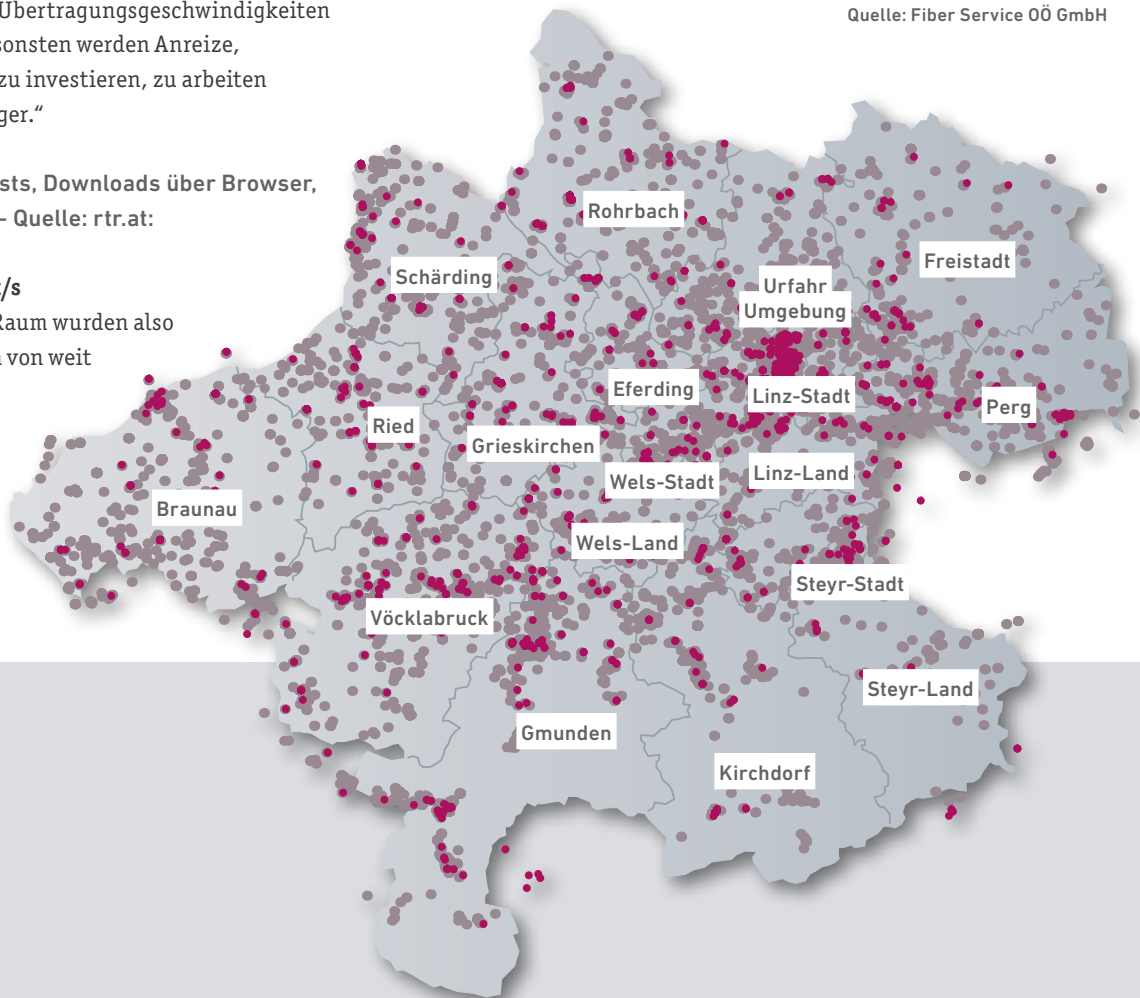 Übertragungsgeschwindigkeiten
sonsten werden Anreize,
zu investieren, zu arbeiten
ger.“
sts, Downloads über Browser,
– Quelle: rtr.at:
t/s
Raum wurden also
von weit
Quelle: Fiber Service OÖ GmbH
Rohrbach
Freistadt
Schärding
Urfahr
Umgebung
Eferding
Linz-Stadt
Perg
Ried
Grieskirchen
Linz-Land
Wels-Stadt
Braunau
Wels-Land
Steyr-Stadt
Vöcklabruck
Steyr-Land
Gmunden
Kirchdorf